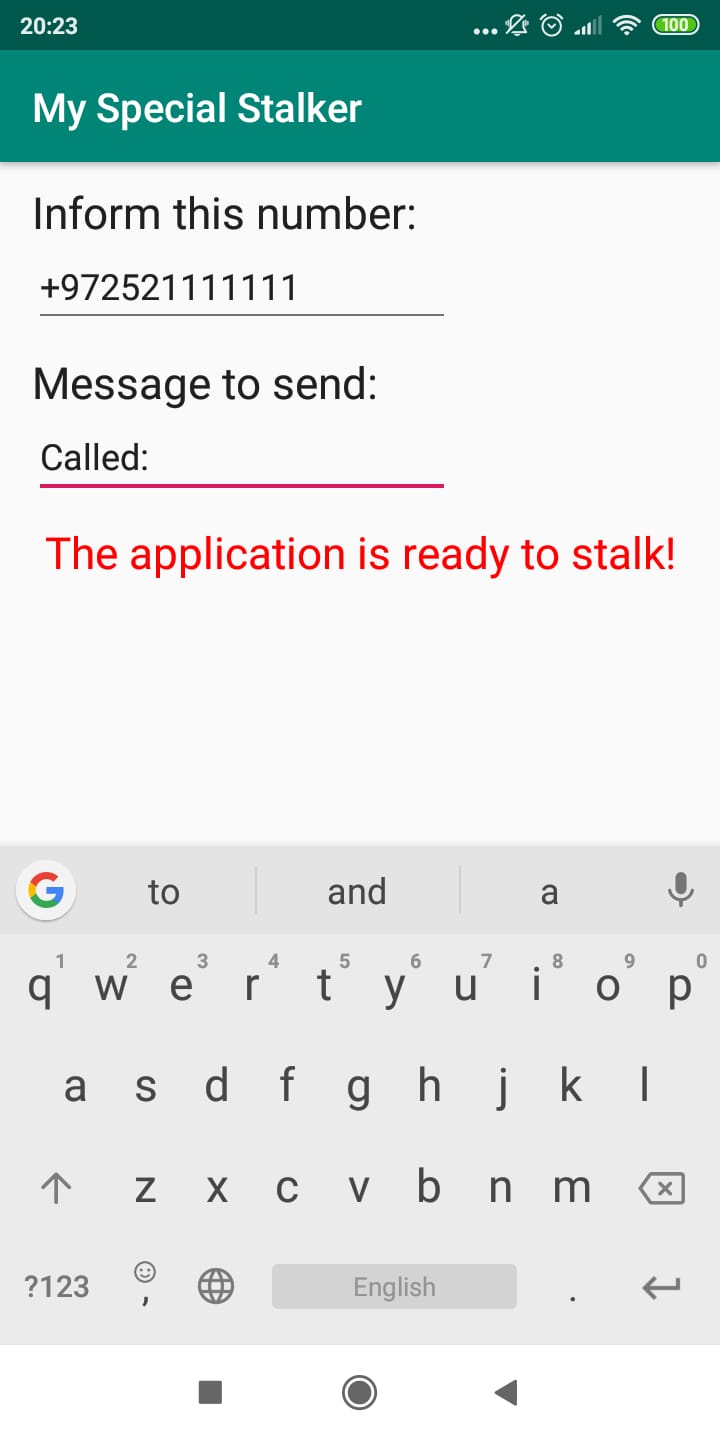 20:23
100
My Special Stalker
Inform this number:
+972521111111
Message to send:
Called:
The application is ready to stalk!
G to and a
1 2 3 4 5 6 7 8 9 0
q w e r t y u i o p
a s d f g h j k l
z x c v b n m
?123 , English .